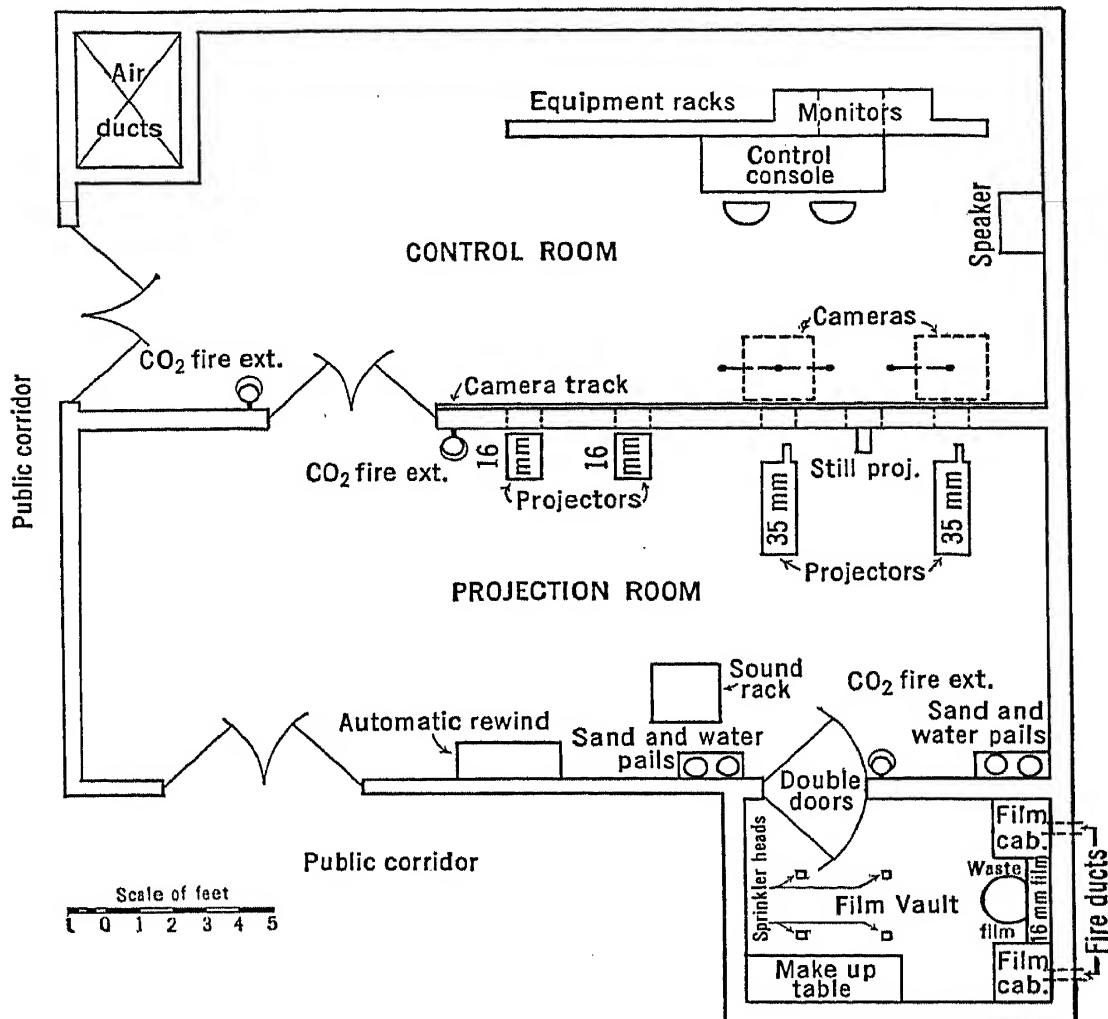 Air
ducts
Equipment racks
Monitors
Control
console
Speaker
CONTROL ROOM
Cameras
CO₂ fire ext.
Camera track
Public corridor
CO₂ fire ext.
16
mm
16
mm
Projectors
Still proj.
35 mm
35 mm
Projectors
PROJECTION ROOM
Sound
rack
CO₂ fire ext.
Automatic rewind
Sand and water
pails
Sand and
water pails
Double
doors
Public corridor
Film
cab.
Sprinkler heads
Waste
film
Film Vault
16 mm film
Fire ducts
Make up
table
Film
cab.
Scale of feet
1 0 1 2 3 4 5